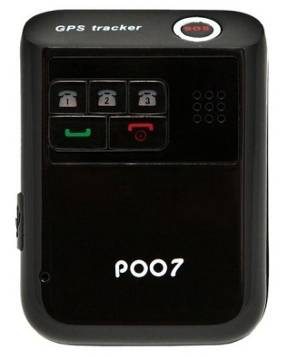 GPS tracker
SOS
1 2 3
P007